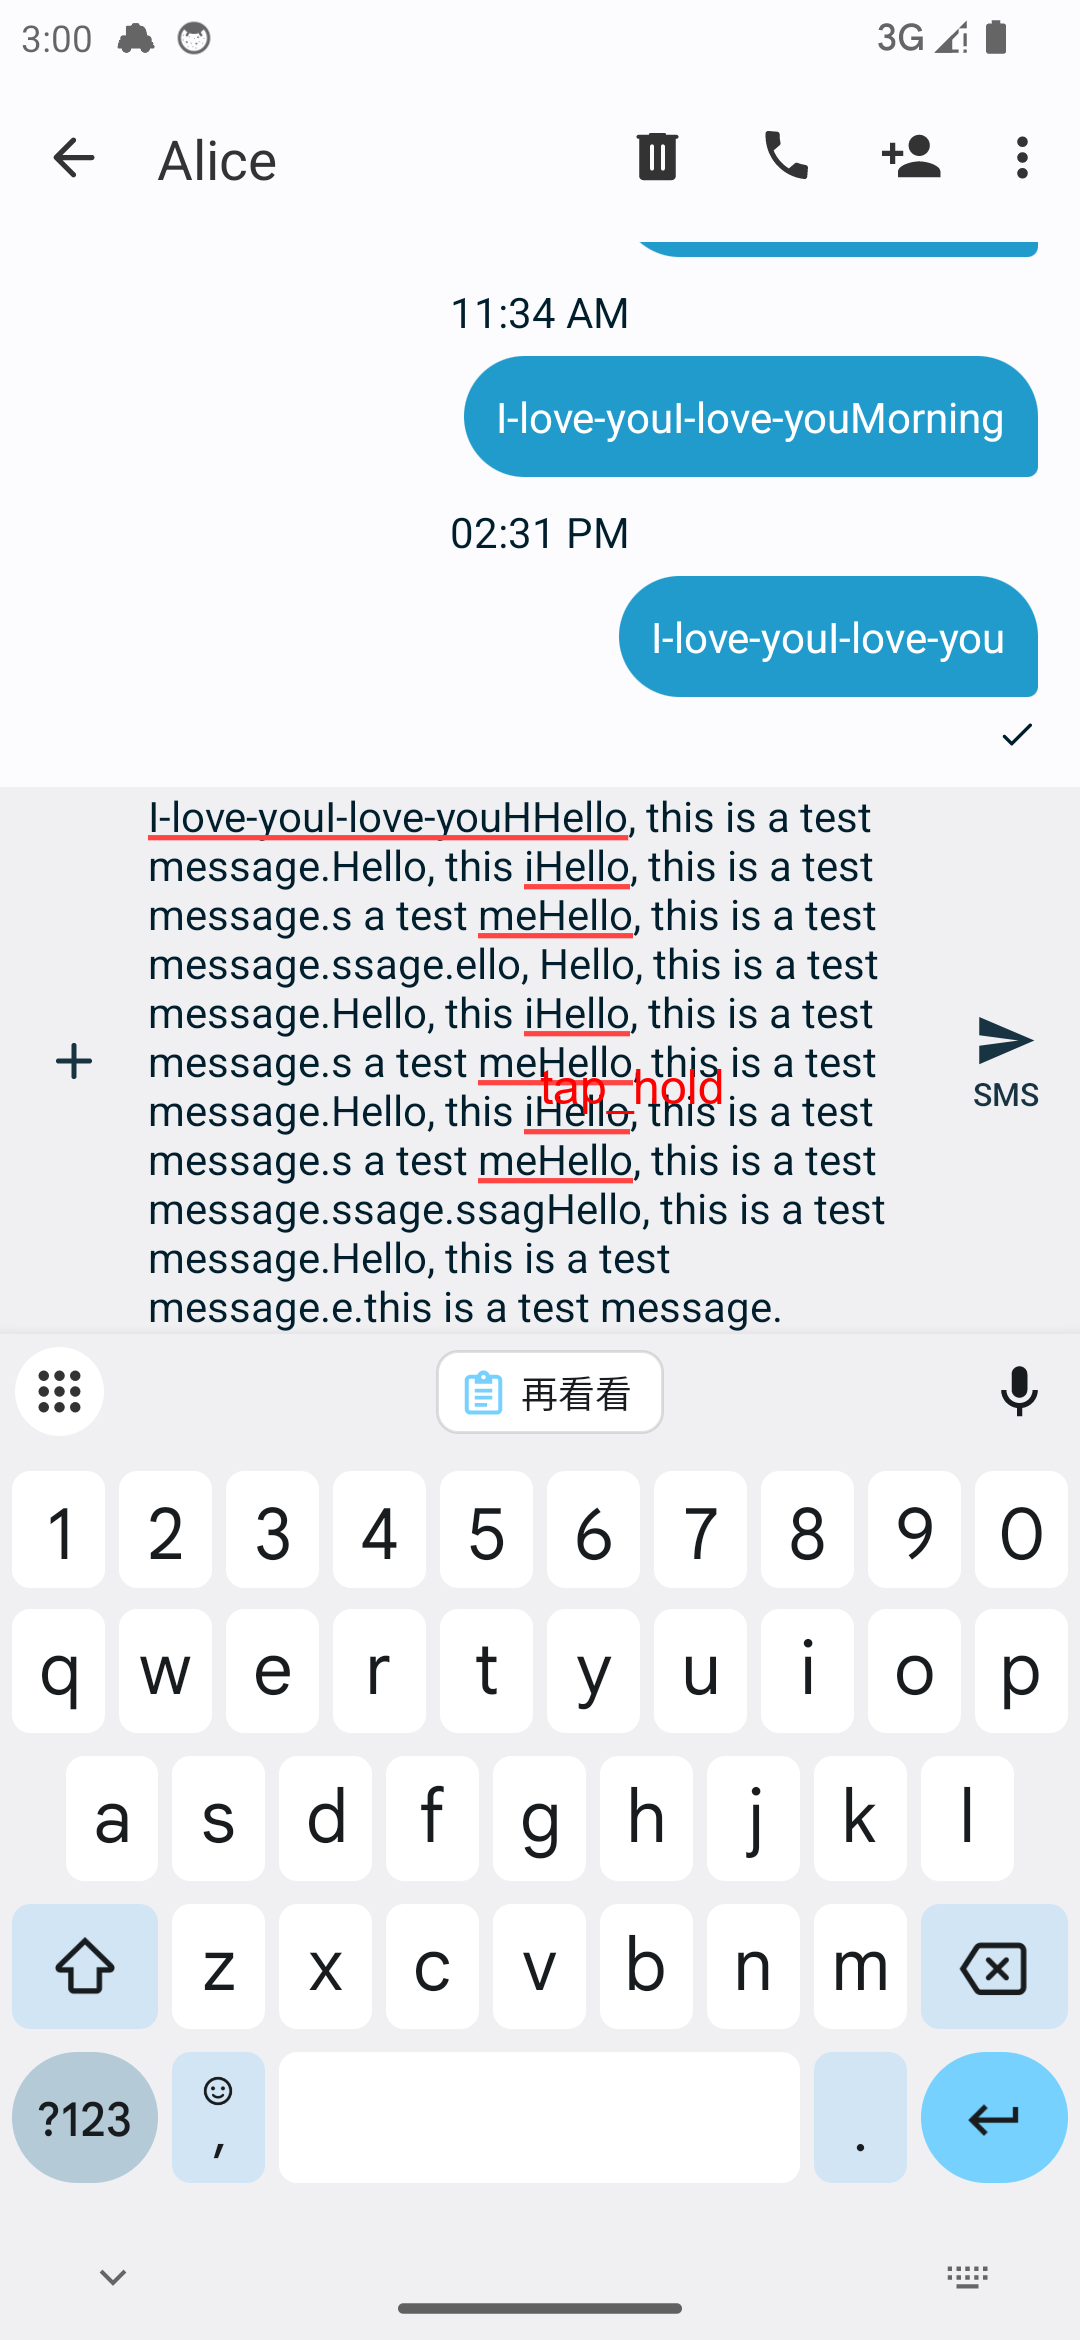 3:00
3G
Alice
11:34 AM
I-love-youI-love-youMorning
02:31 PM
I-love-youI-love-you
I-love-youI-love-youHHello, this is a test
message.Hello, this iHello, this is a test
message.s a test meHello, this is a test
message.ssage.ello, Hello, this is a test
message.Hello, this iHello, this is a test
message.s a test meHello, this is a test
tap_hold
message.Hello, this iHello, this is a test
message.s a test meHello, this is a test
message.ssage.ssagHello, this is a test
message.Hello, this is a test
message.e.this is a test message.
SMS
再看看
1 2 3 4 5 6 7 8 9 0
q w e r t y u i o p
a s d f g h j k l
z x c v b n m
?123 , .